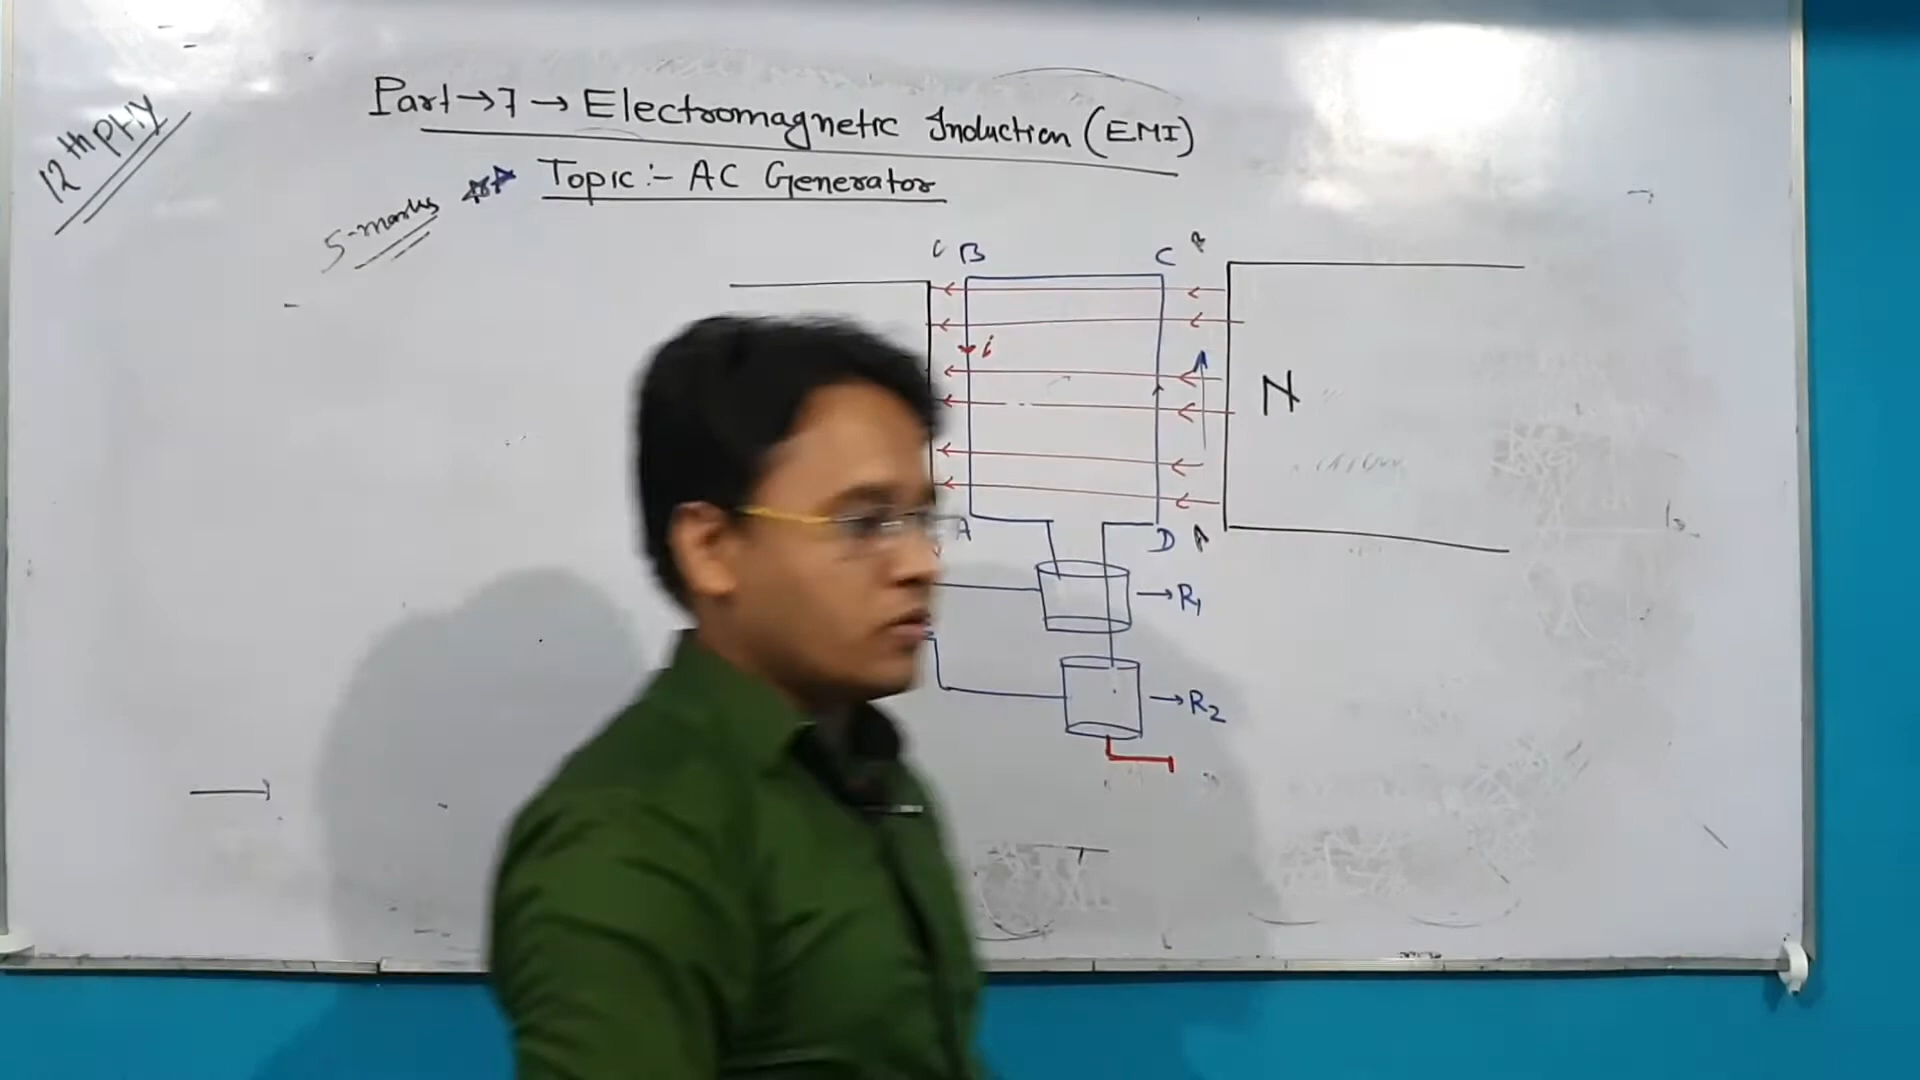 12th PHY
Part→7→Electromagnetic Induction (EMI)
5-marks Topic:- AC Generator
B C
i
N
A D
→R1
→R2